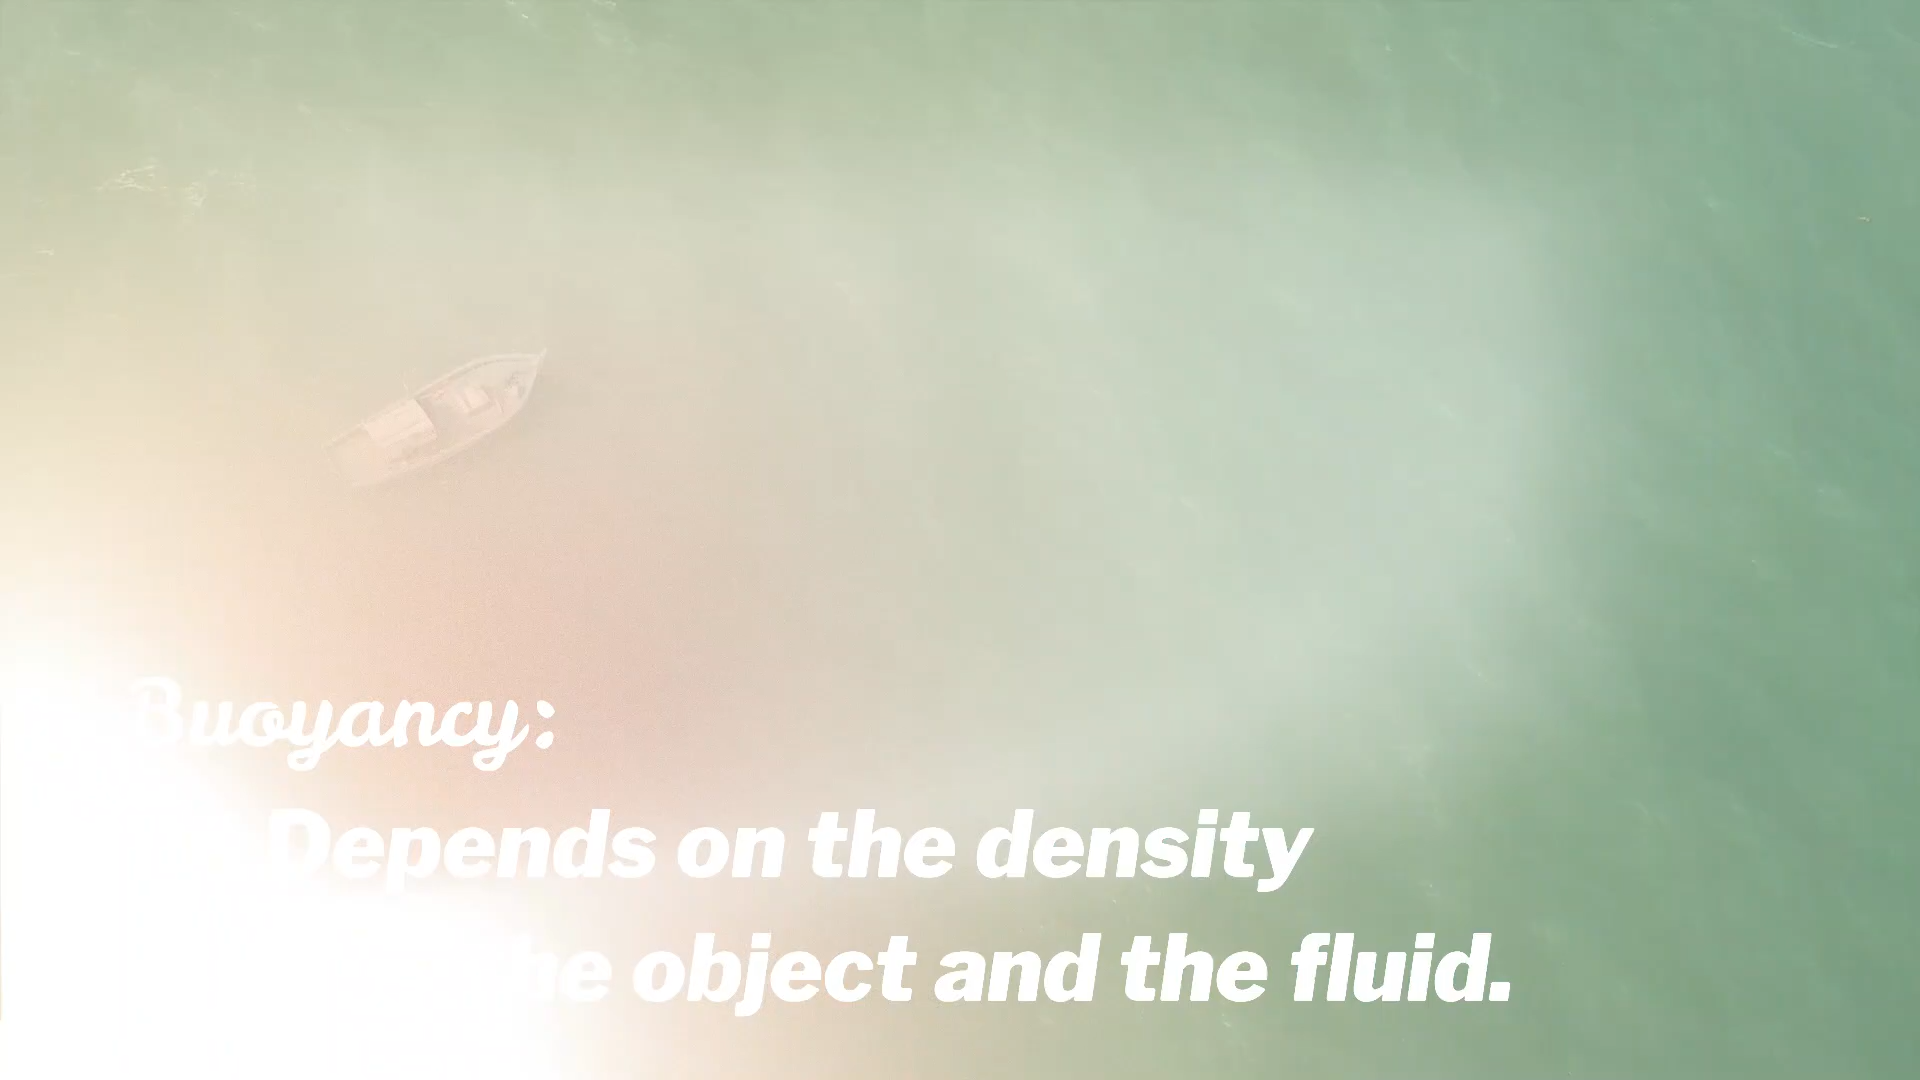 Buoyancy:
Depends on the density
he object and the fluid.